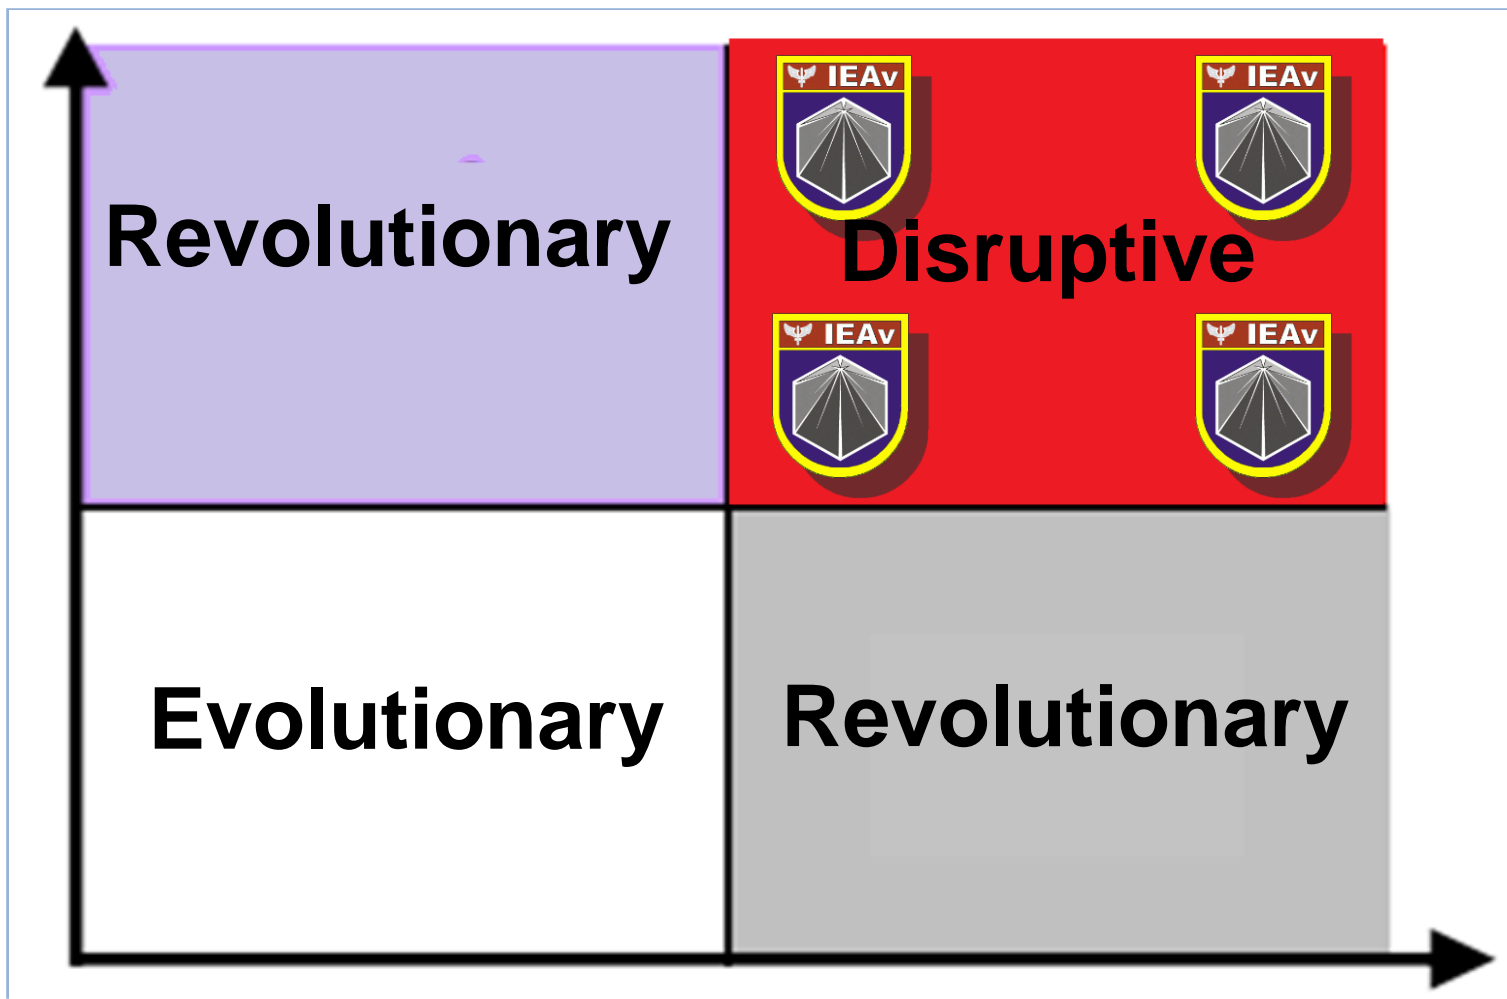 IEAv
IEAv
Revolutionary
Disruptive
IEAv
IEAv
Evolutionary
Revolutionary